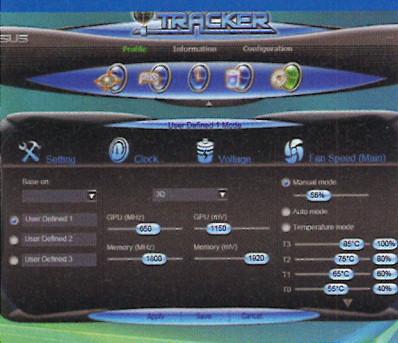 TRACKER
SUS
Profile Information Configuration
User Defined 1 Mode
Setting Clock Voltage Fan Speed (Main)
Base on:
3D
Manual mode
56%
User Defined 1
GPU (MHz) GPU (mV)
650 1150
Auto mode
User Defined 2
Temperature mode
Memory (MHz) Memory (mV)
T3 85°C 100%
User Defined 3
1800 1920
T2 75°C 80%
T1 65°C 60%
T0 55°C 40%
Apply Save Cancel